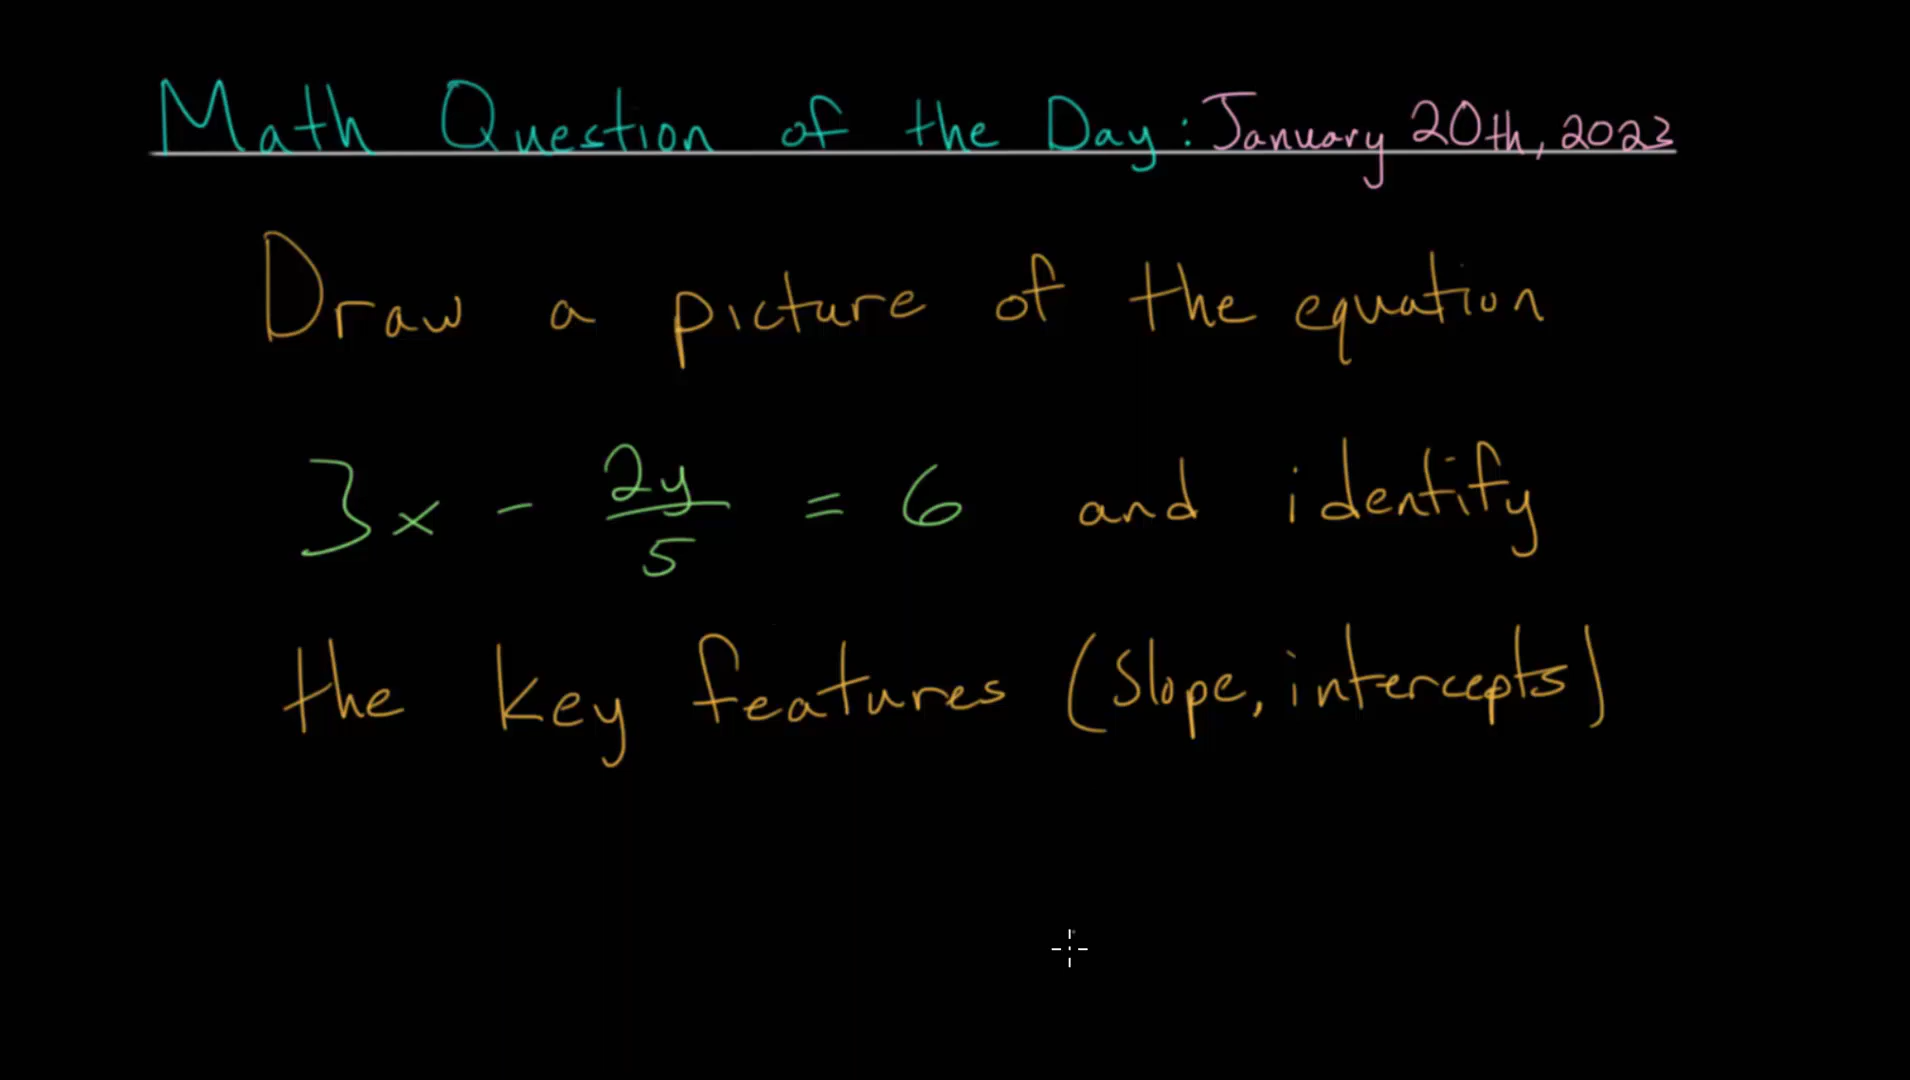 Math Question of the Day: January 20th, 2023
Draw a picture of the equation
3x - 2y/5 = 6 and identify
the key features (slope, intercepts)